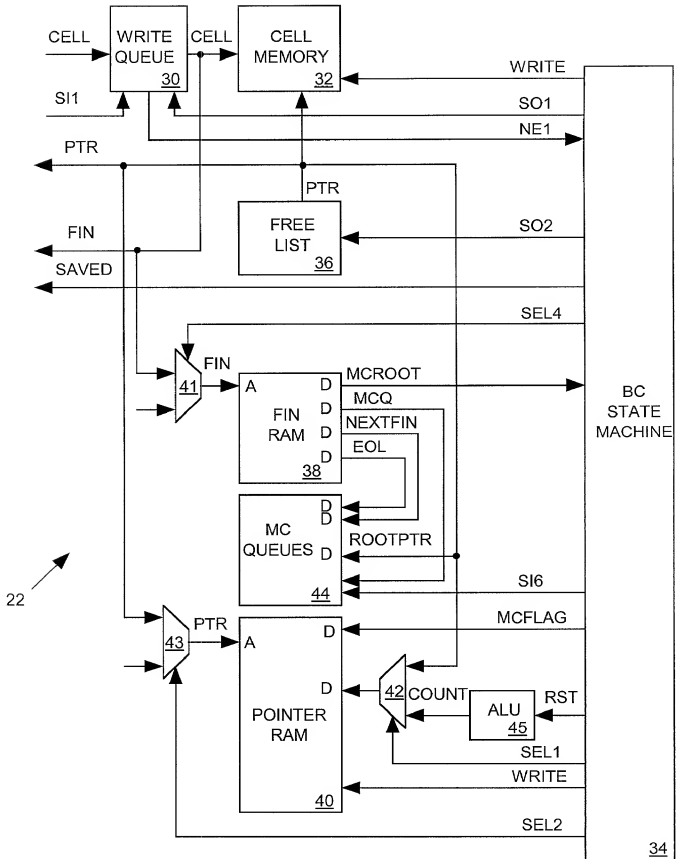 CELL
WRITE
QUEUE
30
CELL
CELL
MEMORY
32
WRITE
SI1
SO1
NE1
PTR
PTR
FREE
LIST
36
SO2
FIN
SAVED
SEL4
41
FIN
A
FIN
RAM
38
D
D
D
D
MCROOT
MCQ
NEXTFIN
EOL
BC
STATE
MACHINE
MC
QUEUES
44
D
D
D
ROOTPTR
SI6
22
MCFLAG
43
PTR
A
D
D
POINTER
RAM
40
42
COUNT
ALU
45
RST
SEL1
WRITE
SEL2
34